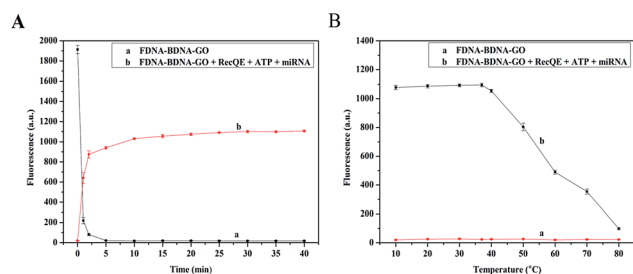 A
a FDNA-BDNA-GO
b FDNA-BDNA-GO + RecQE + ATP + miRNA
2000
1800
1600
1400
1200
1000
800
600
400
200
0
b
a
0 5 10 15 20 25 30 35 40
Time (min)
Fluorescence (a.u.)
B
a FDNA-BDNA-GO
b FDNA-BDNA-GO + RecQE + ATP + miRNA
1400
1200
1000
800
600
400
200
0
b
a
10 20 30 40 50 60 70 80
Temperature (°C)
Fluorescence (a.u.)